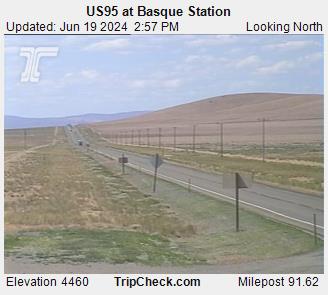 US95 at Basque Station
Updated: Jun 19 2024 2:57 PM Looking North
Elevation 4460 TripCheck.com Milepost 91.62